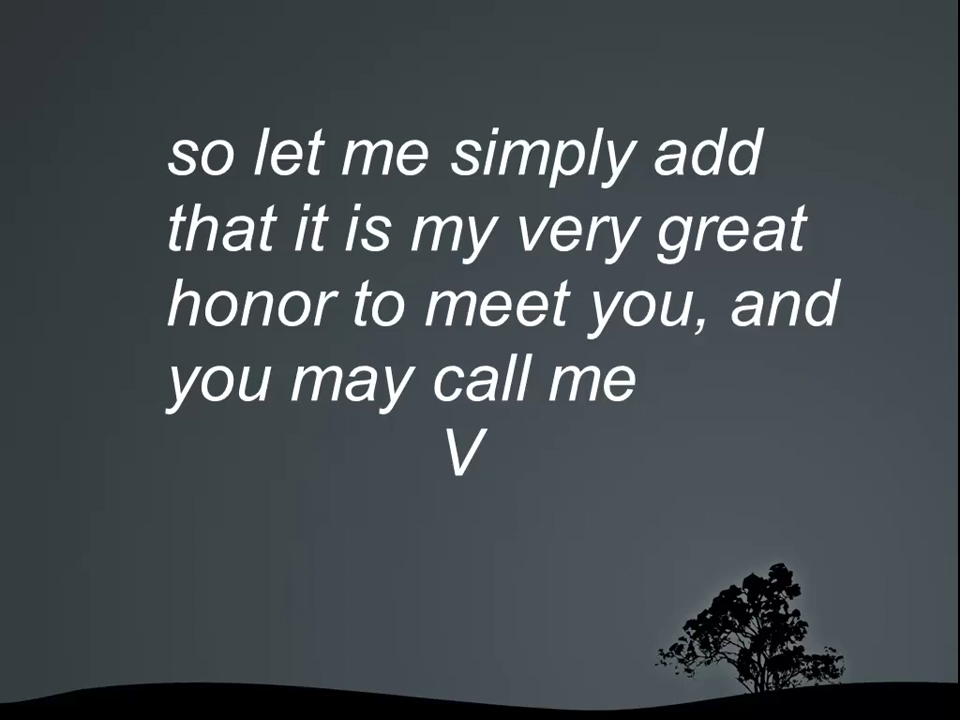 so let me simply add
that it is my very great
honor to meet you, and
you may call me
V